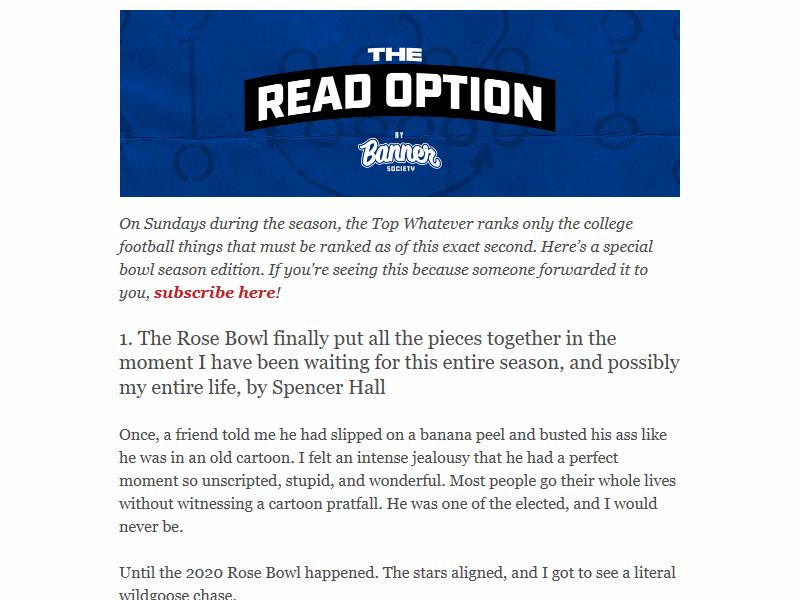 THE
READ OPTION
BY
Banner
SOCIETY
On Sundays during the season, the Top Whatever ranks only the college
football things that must be ranked as of this exact second. Here’s a special
bowl season edition. If you're seeing this because someone forwarded it to
you, subscribe here!
1. The Rose Bowl finally put all the pieces together in the
moment I have been waiting for this entire season, and possibly
my entire life, by Spencer Hall
Once, a friend told me he had slipped on a banana peel and busted his ass like
he was in an old cartoon. I felt an intense jealousy that he had a perfect
moment so unscripted, stupid, and wonderful. Most people go their whole lives
without witnessing a cartoon pratfall. He was one of the elected, and I would
never be.
Until the 2020 Rose Bowl happened. The stars aligned, and I got to see a literal
wildgoose chase.